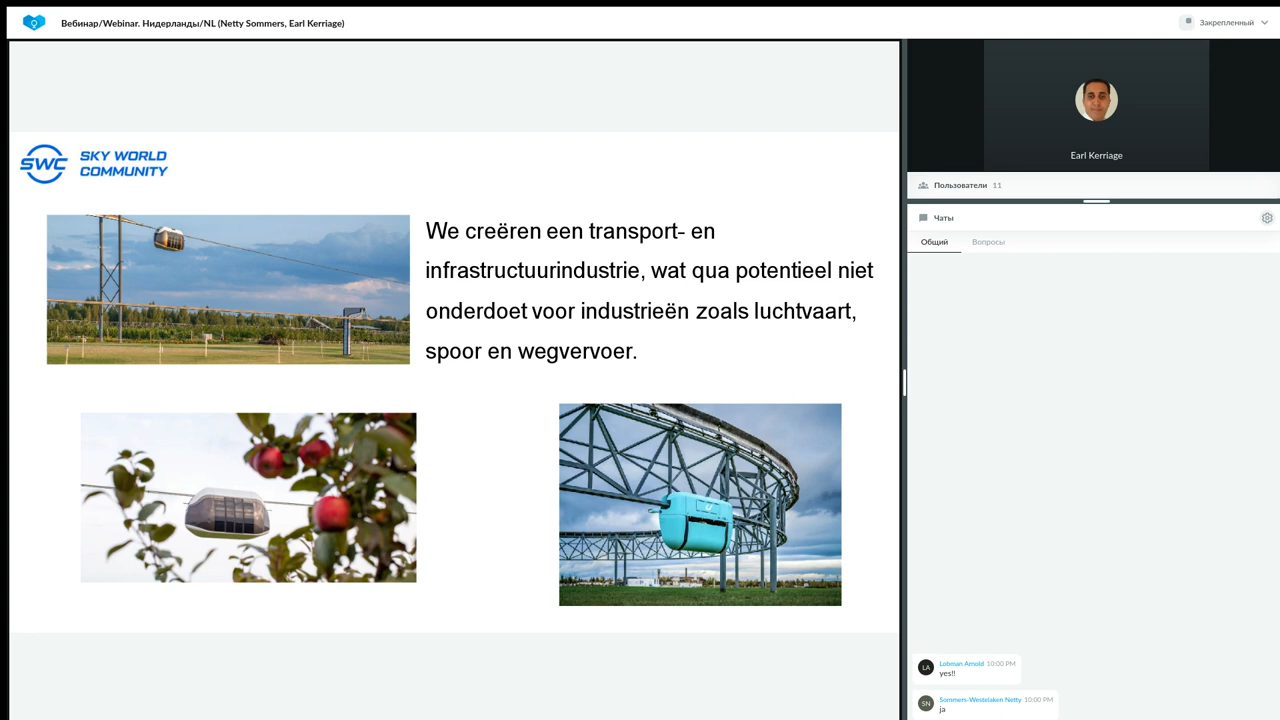 Вебинар/Webinar. Нидерланды/NL (Netty Sommers, Earl Kerriage)
Закрепленный
SWC SKY WORLD
COMMUNITY
We creëren een transport- en
infrastructuurindustrie, wat qua potentieel niet
onderdoet voor industrieën zoals luchtvaart,
spoor en wegvervoer.
Earl Kerriage
Пользователи 11
Чаты
Общий Вопросы
LA Lobman Arnold 10:00 PM
yes!!
SN Sommers-Westelaken Netty 10:00 PM
ja